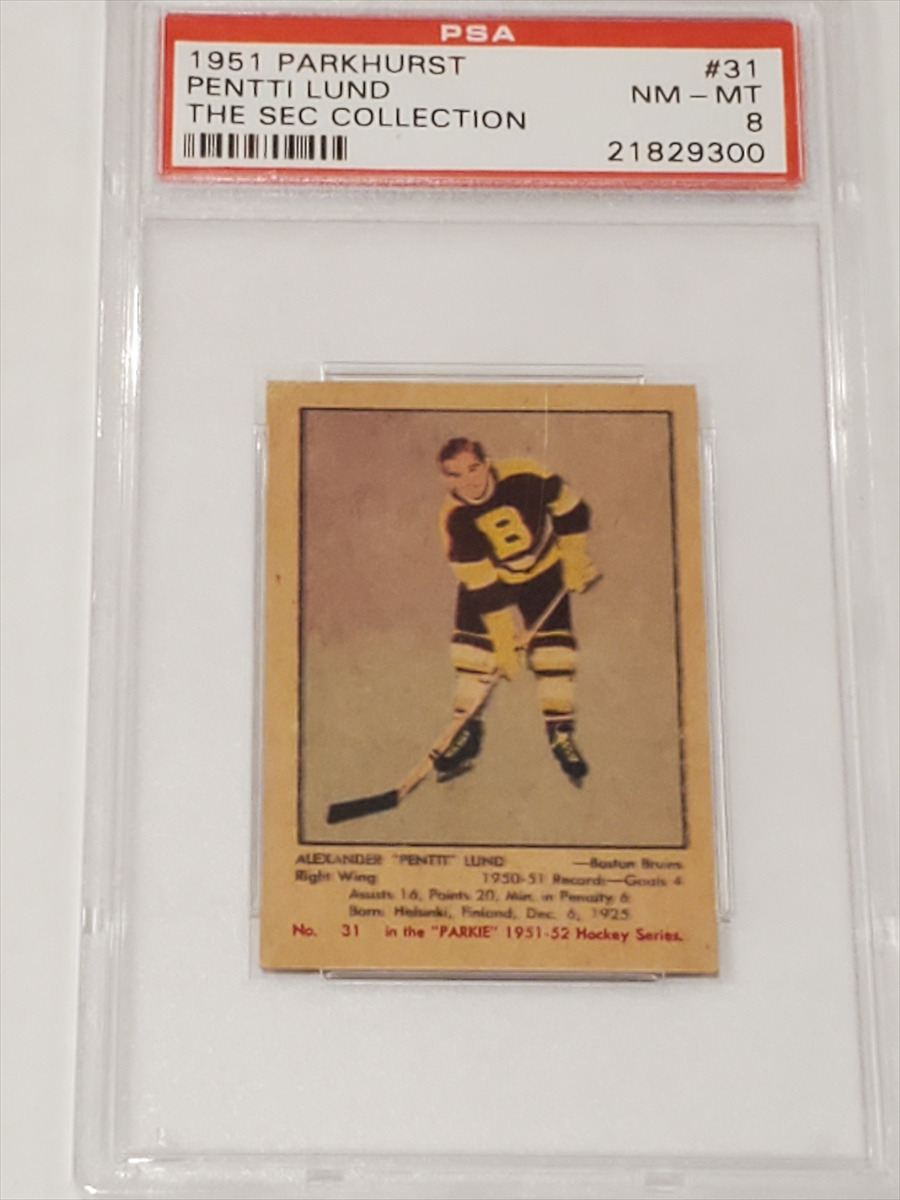 PSA
1951 PARKHURST #31
PENTTI LUND NM - MT
THE SEC COLLECTION 8
21829300
B
ALEXANDER "PENTTI" LUND —Boston Bruins
Right Wing 1950-51 Record:—Goals 4
Assists 16, Points 20, Min. in Penalty 6
Born: Helsinki, Finland, Dec. 6, 1925
No. 31 in the "PARKIE" 1951-52 Hockey Series.